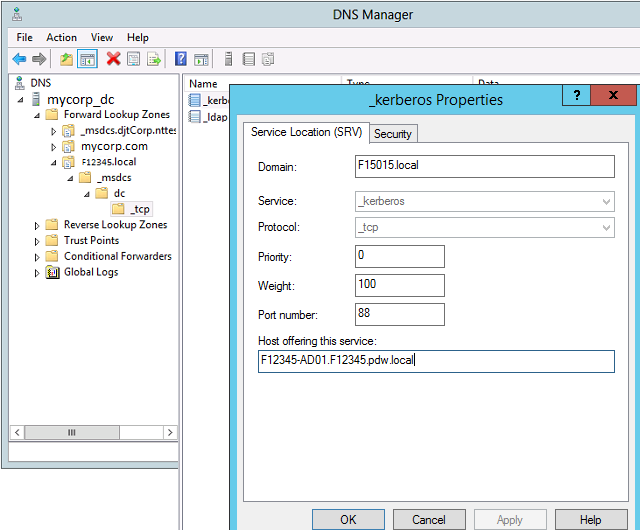 DNS Manager
File Action View Help
Name Type Data
DNS
mycorp_dc
Forward Lookup Zones
_msdcs.djtCorp.nttes
mycorp.com
F12345.local
_msdcs
dc
_tcp
Reverse Lookup Zones
Trust Points
Conditional Forwarders
Global Logs
_kerb
_ldap
_kerberos Properties
? x
Service Location (SRV) Security
Domain: F15015.local
Service: _kerberos
Protocol: _tcp
Priority: 0
Weight: 100
Port number: 88
Host offering this service:
F12345-AD01.F12345.pdw.local
OK Cancel Apply Help